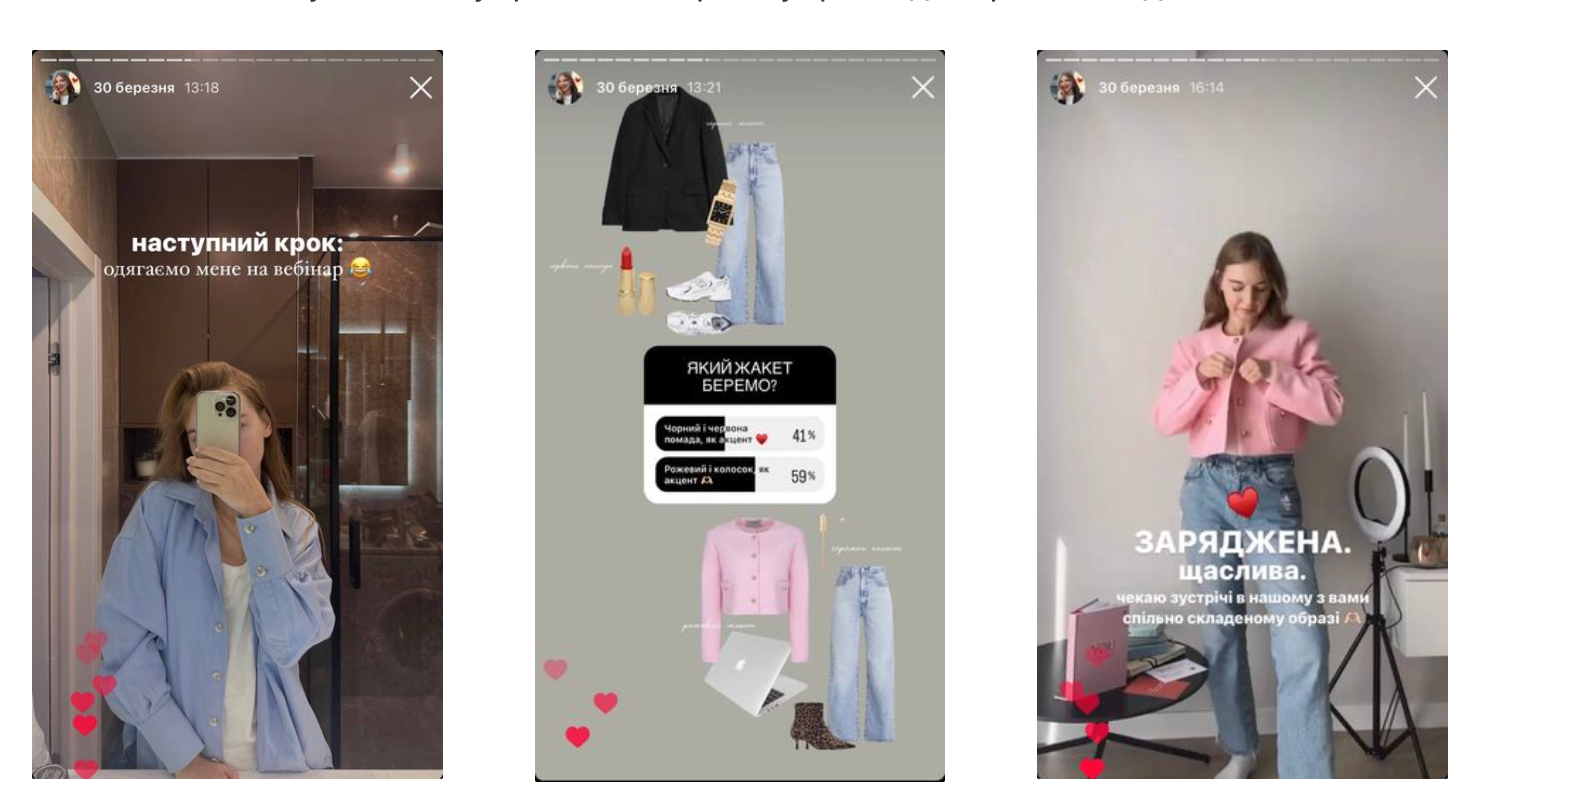 30 березня 13:18
наступний крок:
одягаємо мене на вебінар 😂
30 березня 13:21
ЯКИЙ ЖАКЕТ
БЕРЕМО?
Чорний і червона
помада, як акцент ❤️ 41%
Рожевий і колосок, як
акцент 🫶🏻 59%
30 березня 16:14
ЗАРЯДЖЕНА.
щаслива.
чекаю зустрічі в нашому з вами
спільно складеному образі 🫶🏻
YOU